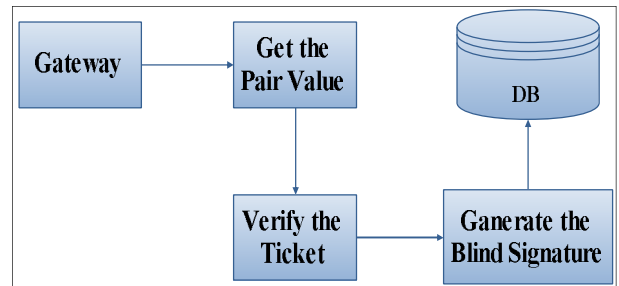 Gateway
Get the
Pair Value
DB
Verify the
Ticket
Ganerate the
Blind Signature